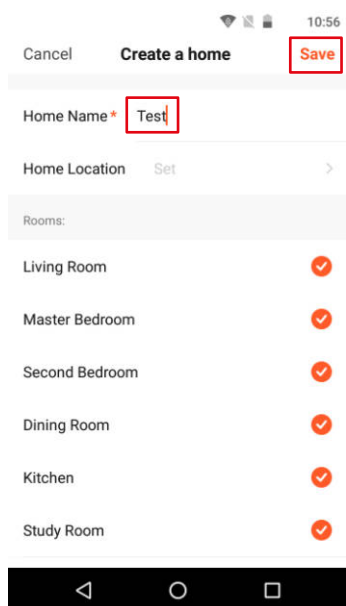 10:56
Cancel Create a home Save
Home Name* Test
Home Location Set
Rooms:
Living Room
Master Bedroom
Second Bedroom
Dining Room
Kitchen
Study Room